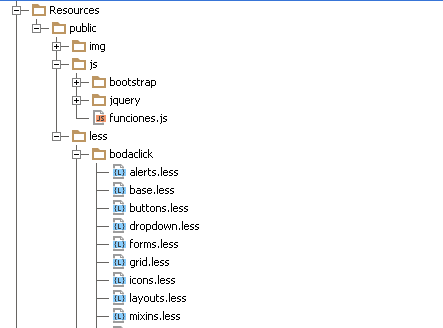 Resources
public
img
js
bootstrap
jquery
funciones.js
less
bodaclick
alerts.less
base.less
buttons.less
dropdown.less
forms.less
grid.less
icons.less
layouts.less
mixins.less